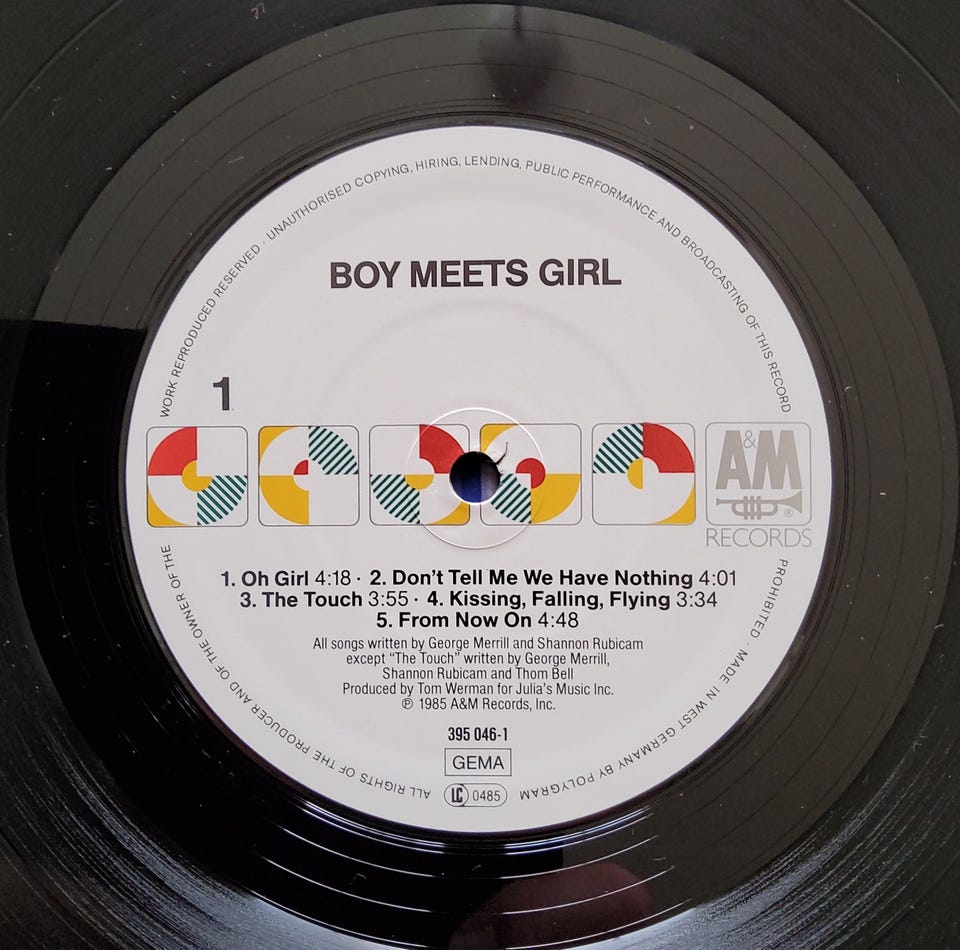 BOY MEETS GIRL
1
A&M
®
RECORDS
1. Oh Girl 4:18 · 2. Don't Tell Me We Have Nothing 4:01
3. The Touch 3:55 · 4. Kissing, Falling, Flying 3:34
5. From Now On 4:48
All songs written by George Merrill and Shannon Rubicam
except "The Touch" written by George Merrill,
Shannon Rubicam and Thom Bell
Produced by Tom Werman for Julia's Music Inc.
℗ 1985 A&M Records, Inc.
395 046-1
GEMA
LC 0485
ALL RIGHTS OF THE PRODUCER AND OF THE OWNER OF THE WORK REPRODUCED RESERVED · UNAUTHORISED COPYING, HIRING, LENDING, PUBLIC PERFORMANCE AND BROADCASTING OF THIS RECORD PROHIBITED MADE IN WEST GERMANY BY POLYGRAM